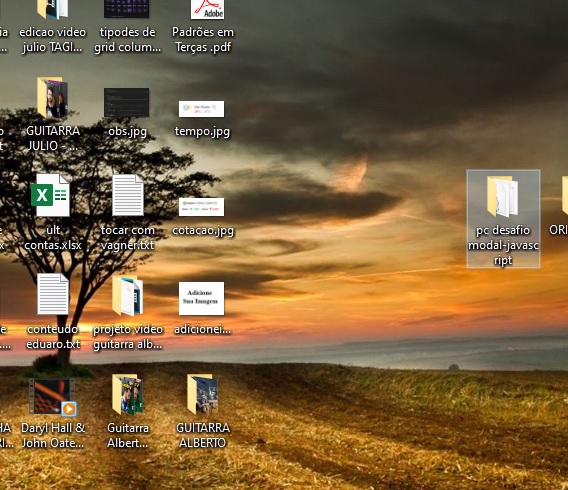 edicao video
julio TAGI...
tipodes de
grid colum...
Adobe
Padrões em
Terças .pdf
GUITARRA
JULIO - ...
obs.jpg
tempo.jpg
ult
contas.xlsx
tocar com
vagner.txt
cotacao.jpg
pc desafio
modal-javasc
ript
ORI
conteudo
eduaro.txt
projeto video
guitarra alb...
Adicione
Sua Imagem
adicionei...
Daryl Hall &
John Oate...
Guitarra
Albert...
GUITARRA
ALBERTO